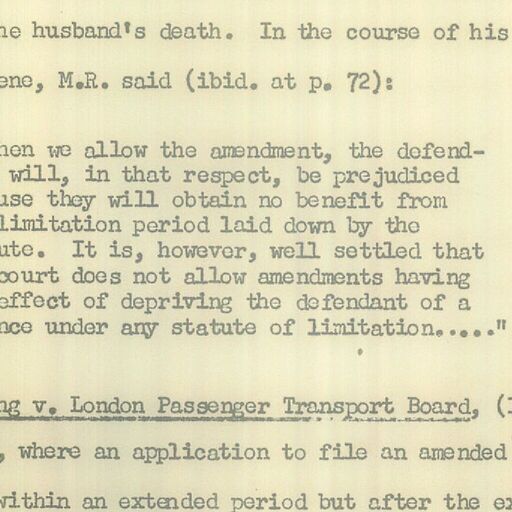 he husband's death. In the course of his
ene, M.R. said (ibid. at p. 72):
hen we allow the amendment, the defend-
will, in that respect, be prejudiced
use they will obtain no benefit from
limitation period laid down by the
ute. It is, however, well settled that
court does not allow amendments having
effect of depriving the defendant of a
nce under any statute of limitation....."
ng v. London Passenger Transport Board, (1
, where an application to file an amended
within an extended period but after the ex